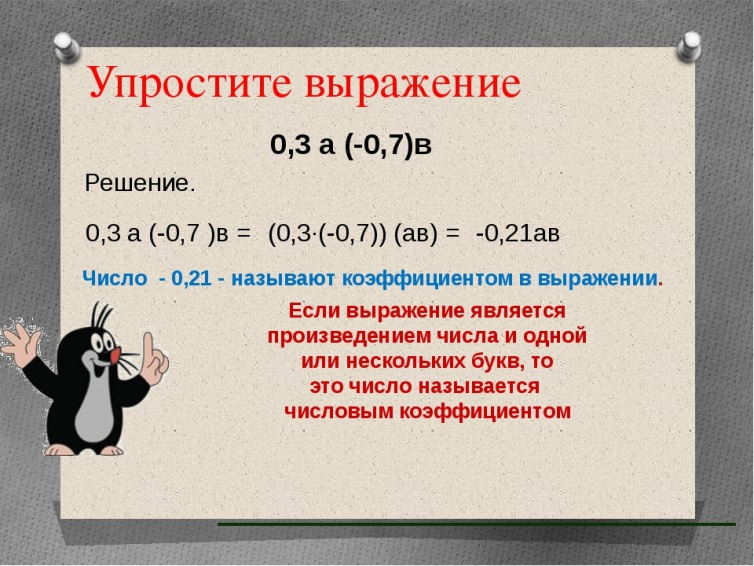 Упростите выражение
0,3 а (-0,7)в
Решение.
0,3 а (-0,7 )в = (0,3·(-0,7)) (ав) = -0,21ав
Число - 0,21 - называют коэффициентом в выражении.
Если выражение является
произведением числа и одной
или нескольких букв, то
это число называется
числовым коэффициентом